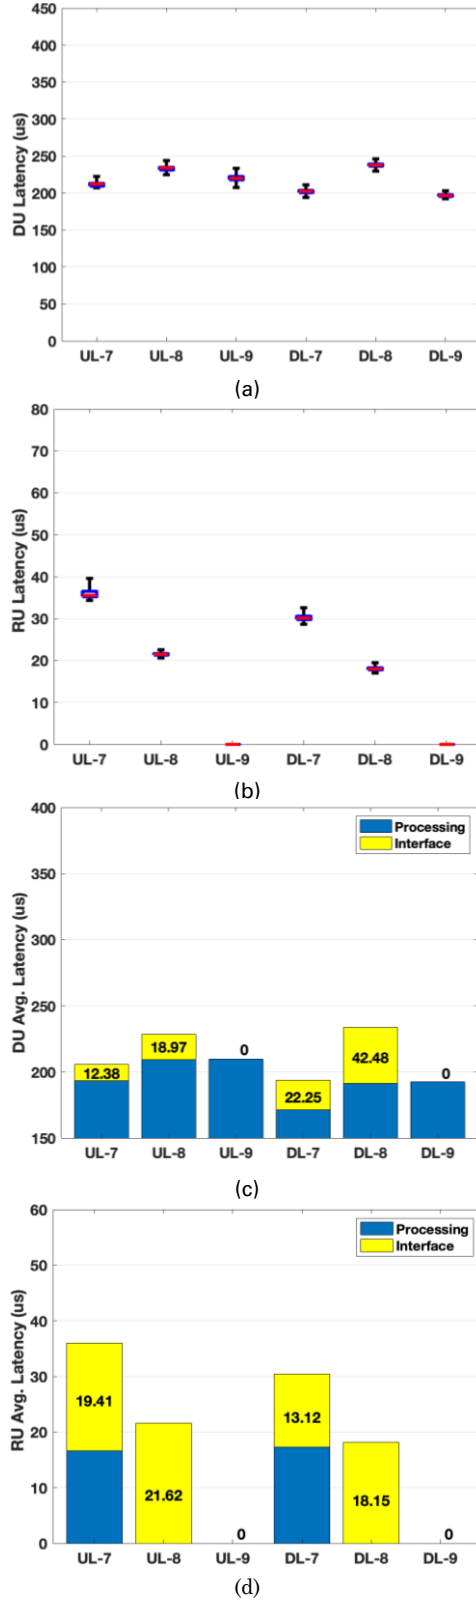 450
400
350
300
250
200
150
100
50
0
DU Latency (us)
UL-7 UL-8 UL-9 DL-7 DL-8 DL-9
(a)
80
70
60
50
40
30
20
10
0
RU Latency (us)
UL-7 UL-8 UL-9 DL-7 DL-8 DL-9
(b)
400
350
300
250
200
150
DU Avg. Latency (us)
Processing
Interface
12.38 18.97 0 22.25 42.48 0
UL-7 UL-8 UL-9 DL-7 DL-8 DL-9
(c)
60
50
40
30
20
10
0
RU Avg. Latency (us)
Processing
Interface
19.41 21.62 0 13.12 18.15 0
UL-7 UL-8 UL-9 DL-7 DL-8 DL-9
(d)